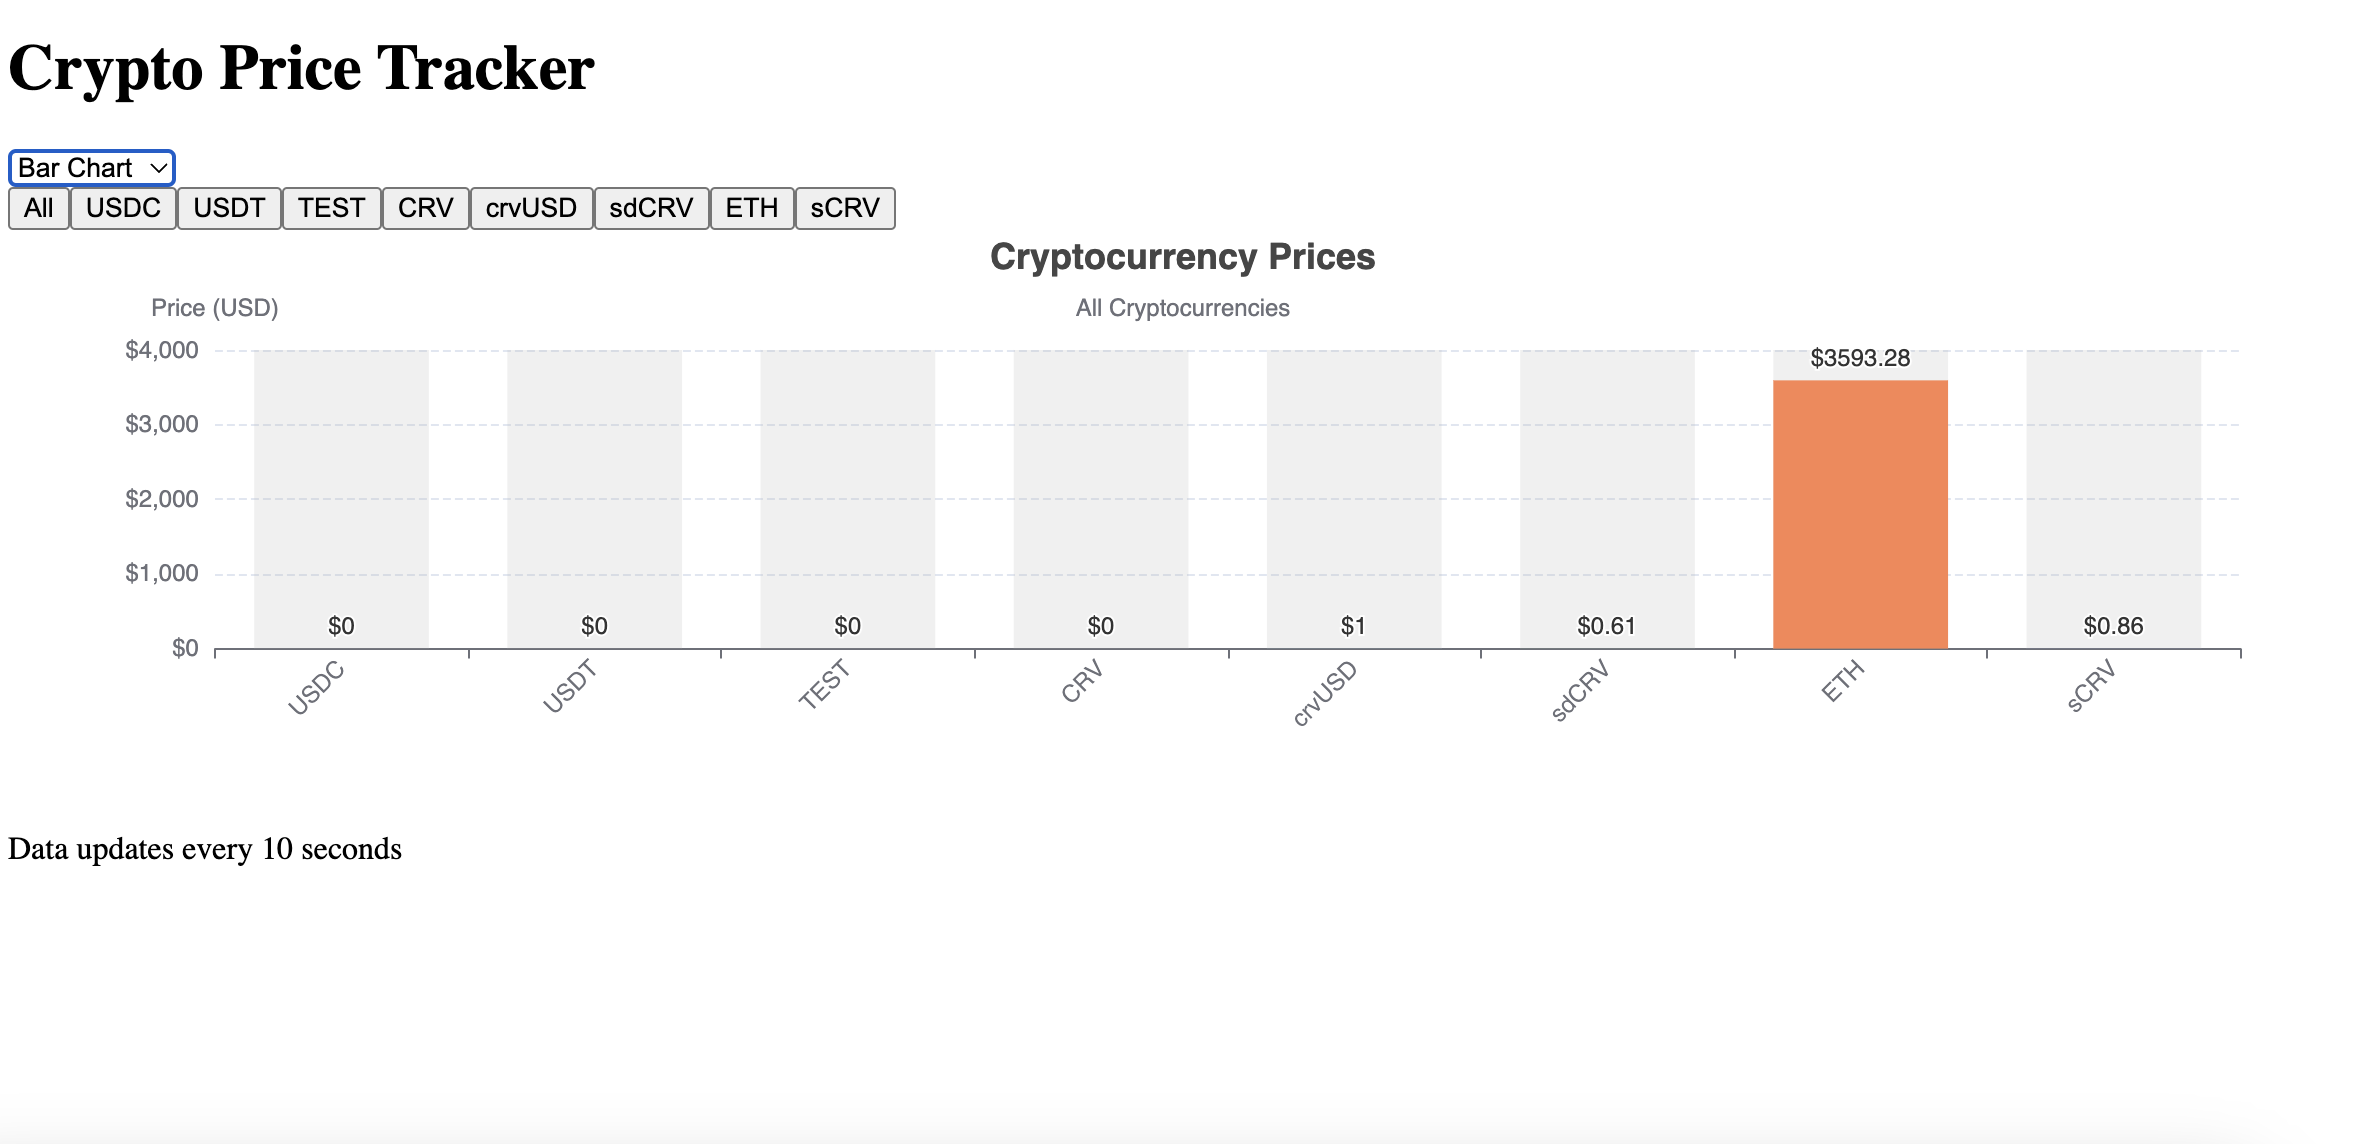 Crypto Price Tracker
Bar Chart
All USDC USDT TEST CRV crvUSD sdCRV ETH sCRV
Cryptocurrency Prices
Price (USD) All Cryptocurrencies
$4,000
$3593.28
$3,000
$2,000
$1,000
$0 $0 $0 $0 $1 $0.61 $0.86
$0
USDC USDT TEST CRV crvUSD sdCRV ETH sCRV
Data updates every 10 seconds